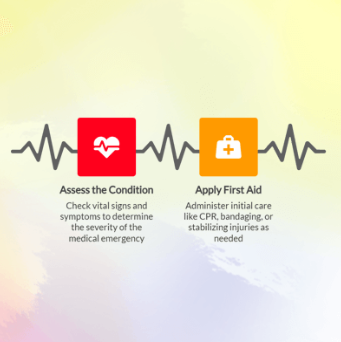 Assess the Condition
Check vital signs and
symptoms to determine
the severity of the
medical emergency
Apply First Aid
Administer initial care
like CPR, bandaging, or
stabilizing injuries as
needed